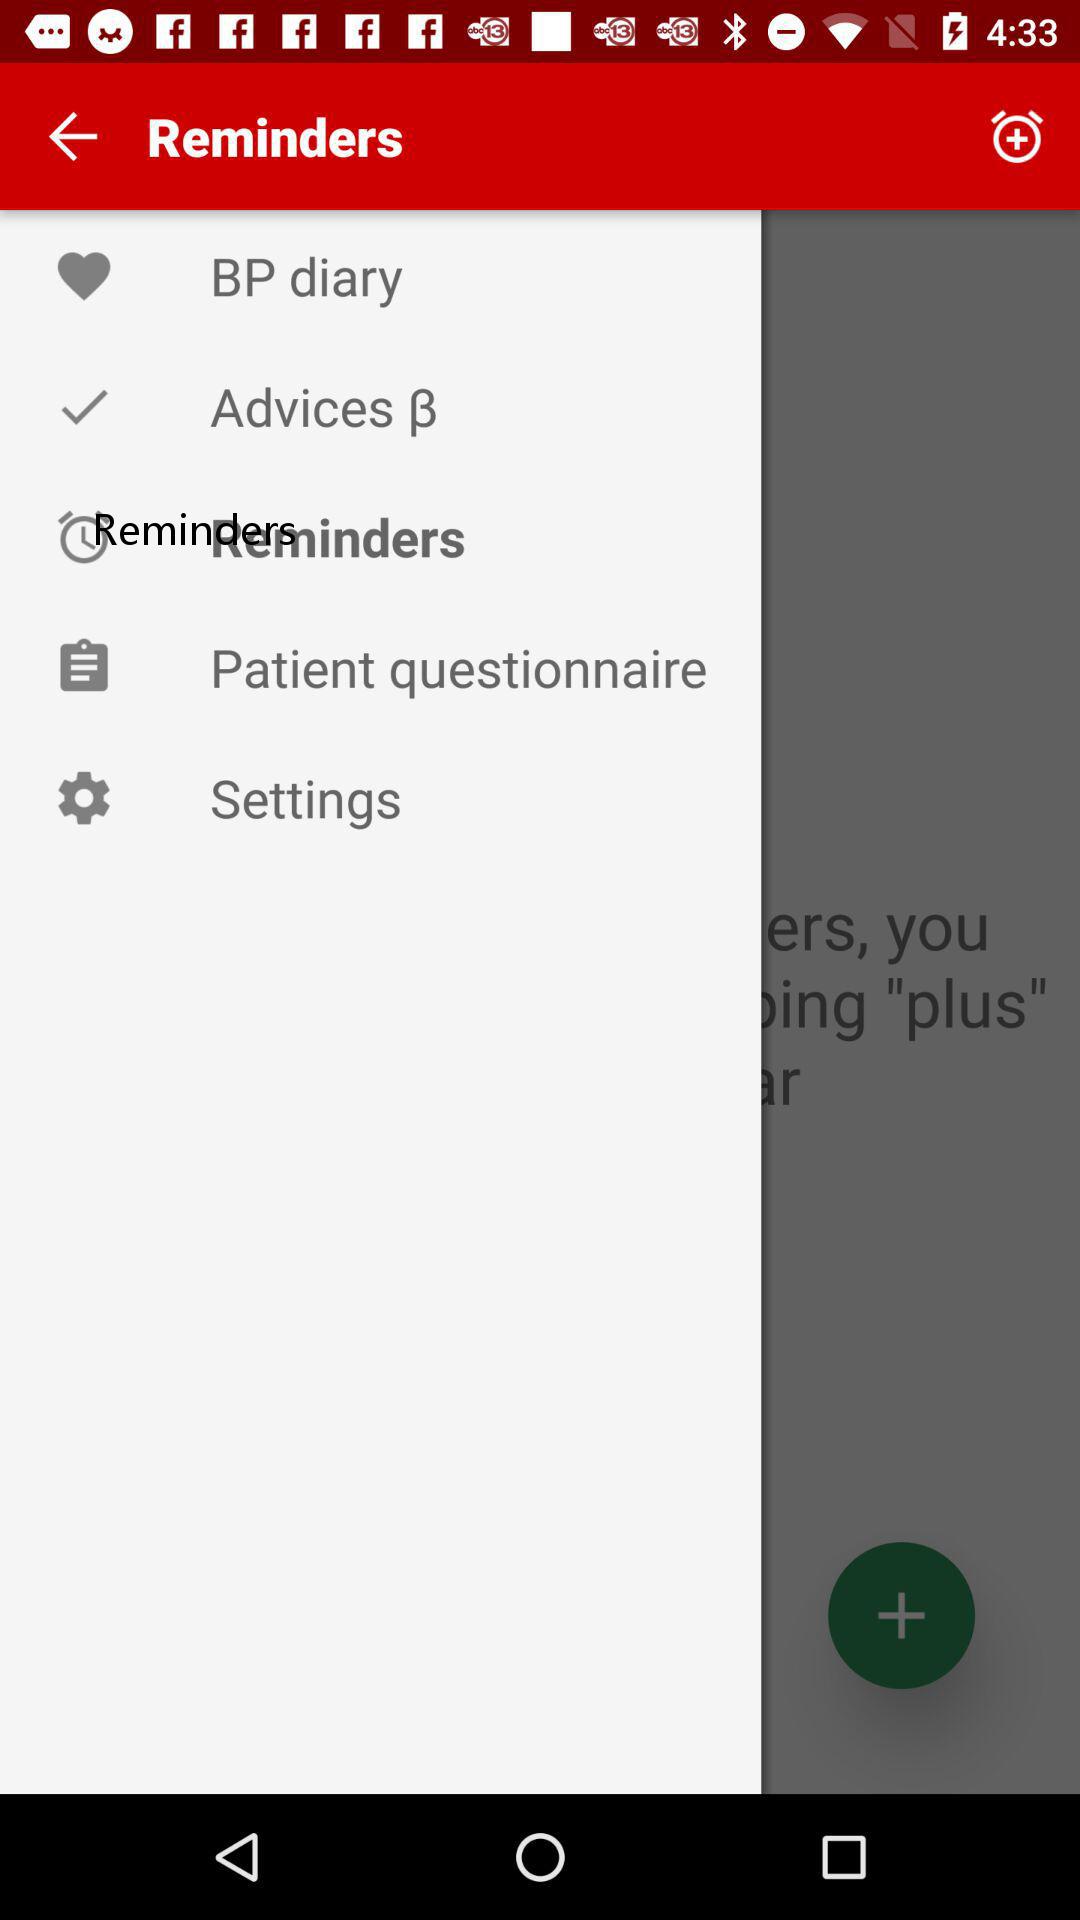 4:33
Reminders
BP diary
Advices β
Reminders
Reminders
Patient questionnaire
Settings
ers, you
ping "plus"
ar